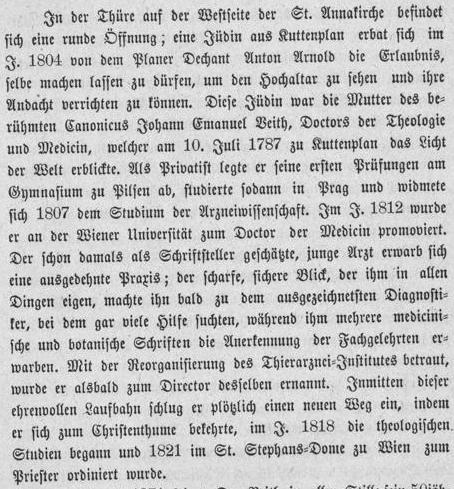 In der Thüre auf der Westseite der St. Annakirche befindet
sich eine runde Öffnung; eine Jüdin aus Kuttenplan erbat sich im
J. 1804 von dem Planer Dechant Anton Arnold die Erlaubnis,
selbe machen lassen zu dürfen, um den Hochaltar zu sehen und ihre
Andacht verrichten zu können. Diese Jüdin war die Mutter des be-
rühmten Canonicus Johann Emanuel Veith, Doctors der Theologie
und Medicin, welcher am 10. Juli 1787 zu Kuttenplan das Licht
der Welt erblickte. Als Privatist legte er seine ersten Prüfungen am
Gymnasium zu Pilsen ab, studierte sodann in Prag und widmete
sich 1807 dem Studium der Arzneiwissenschaft. Im J. 1812 wurde
er an der Wiener Universität zum Doctor der Medicin promoviert.
Der schon damals als Schriftsteller geschätzte, junge Arzt erwarb sich
eine ausgedehnte Praxis; der scharfe, sichere Blick, der ihm in allen
Dingen eigen, machte ihn bald zu dem ausgezeichnetsten Diagnosti-
ker, bei dem gar viele Hilfe suchten, während ihm mehrere medicini-
sche und botanische Schriften die Anerkennung der Fachgelehrten er-
warben. Mit der Reorganisierung des Thierarznei-Institutes betraut,
wurde er alsbald zum Director desselben ernannt. Inmitten dieser
ehrenvollen Laufbahn schlug er plötzlich einen neuen Weg ein, indem
er sich zum Christenthume bekehrte, im J. 1818 die theologischen
Studien begann und 1821 im St. Stephans-Dome zu Wien zum
Priester ordiniert wurde.